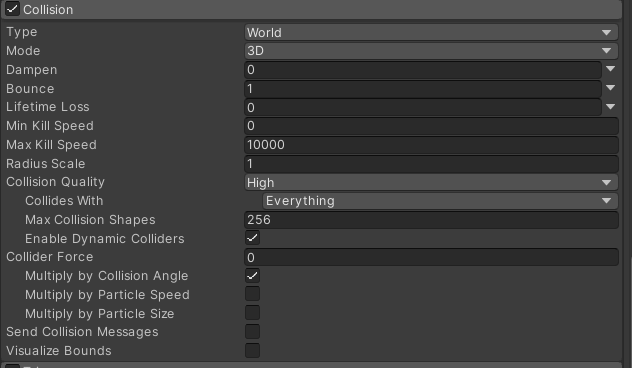 Collision
Type World
Mode 3D
Dampen 0
Bounce 1
Lifetime Loss 0
Min Kill Speed 0
Max Kill Speed 10000
Radius Scale 1
Collision Quality High
Collides With Everything
Max Collision Shapes 256
Enable Dynamic Colliders
Collider Force 0
Multiply by Collision Angle
Multiply by Particle Speed
Multiply by Particle Size
Send Collision Messages
Visualize Bounds